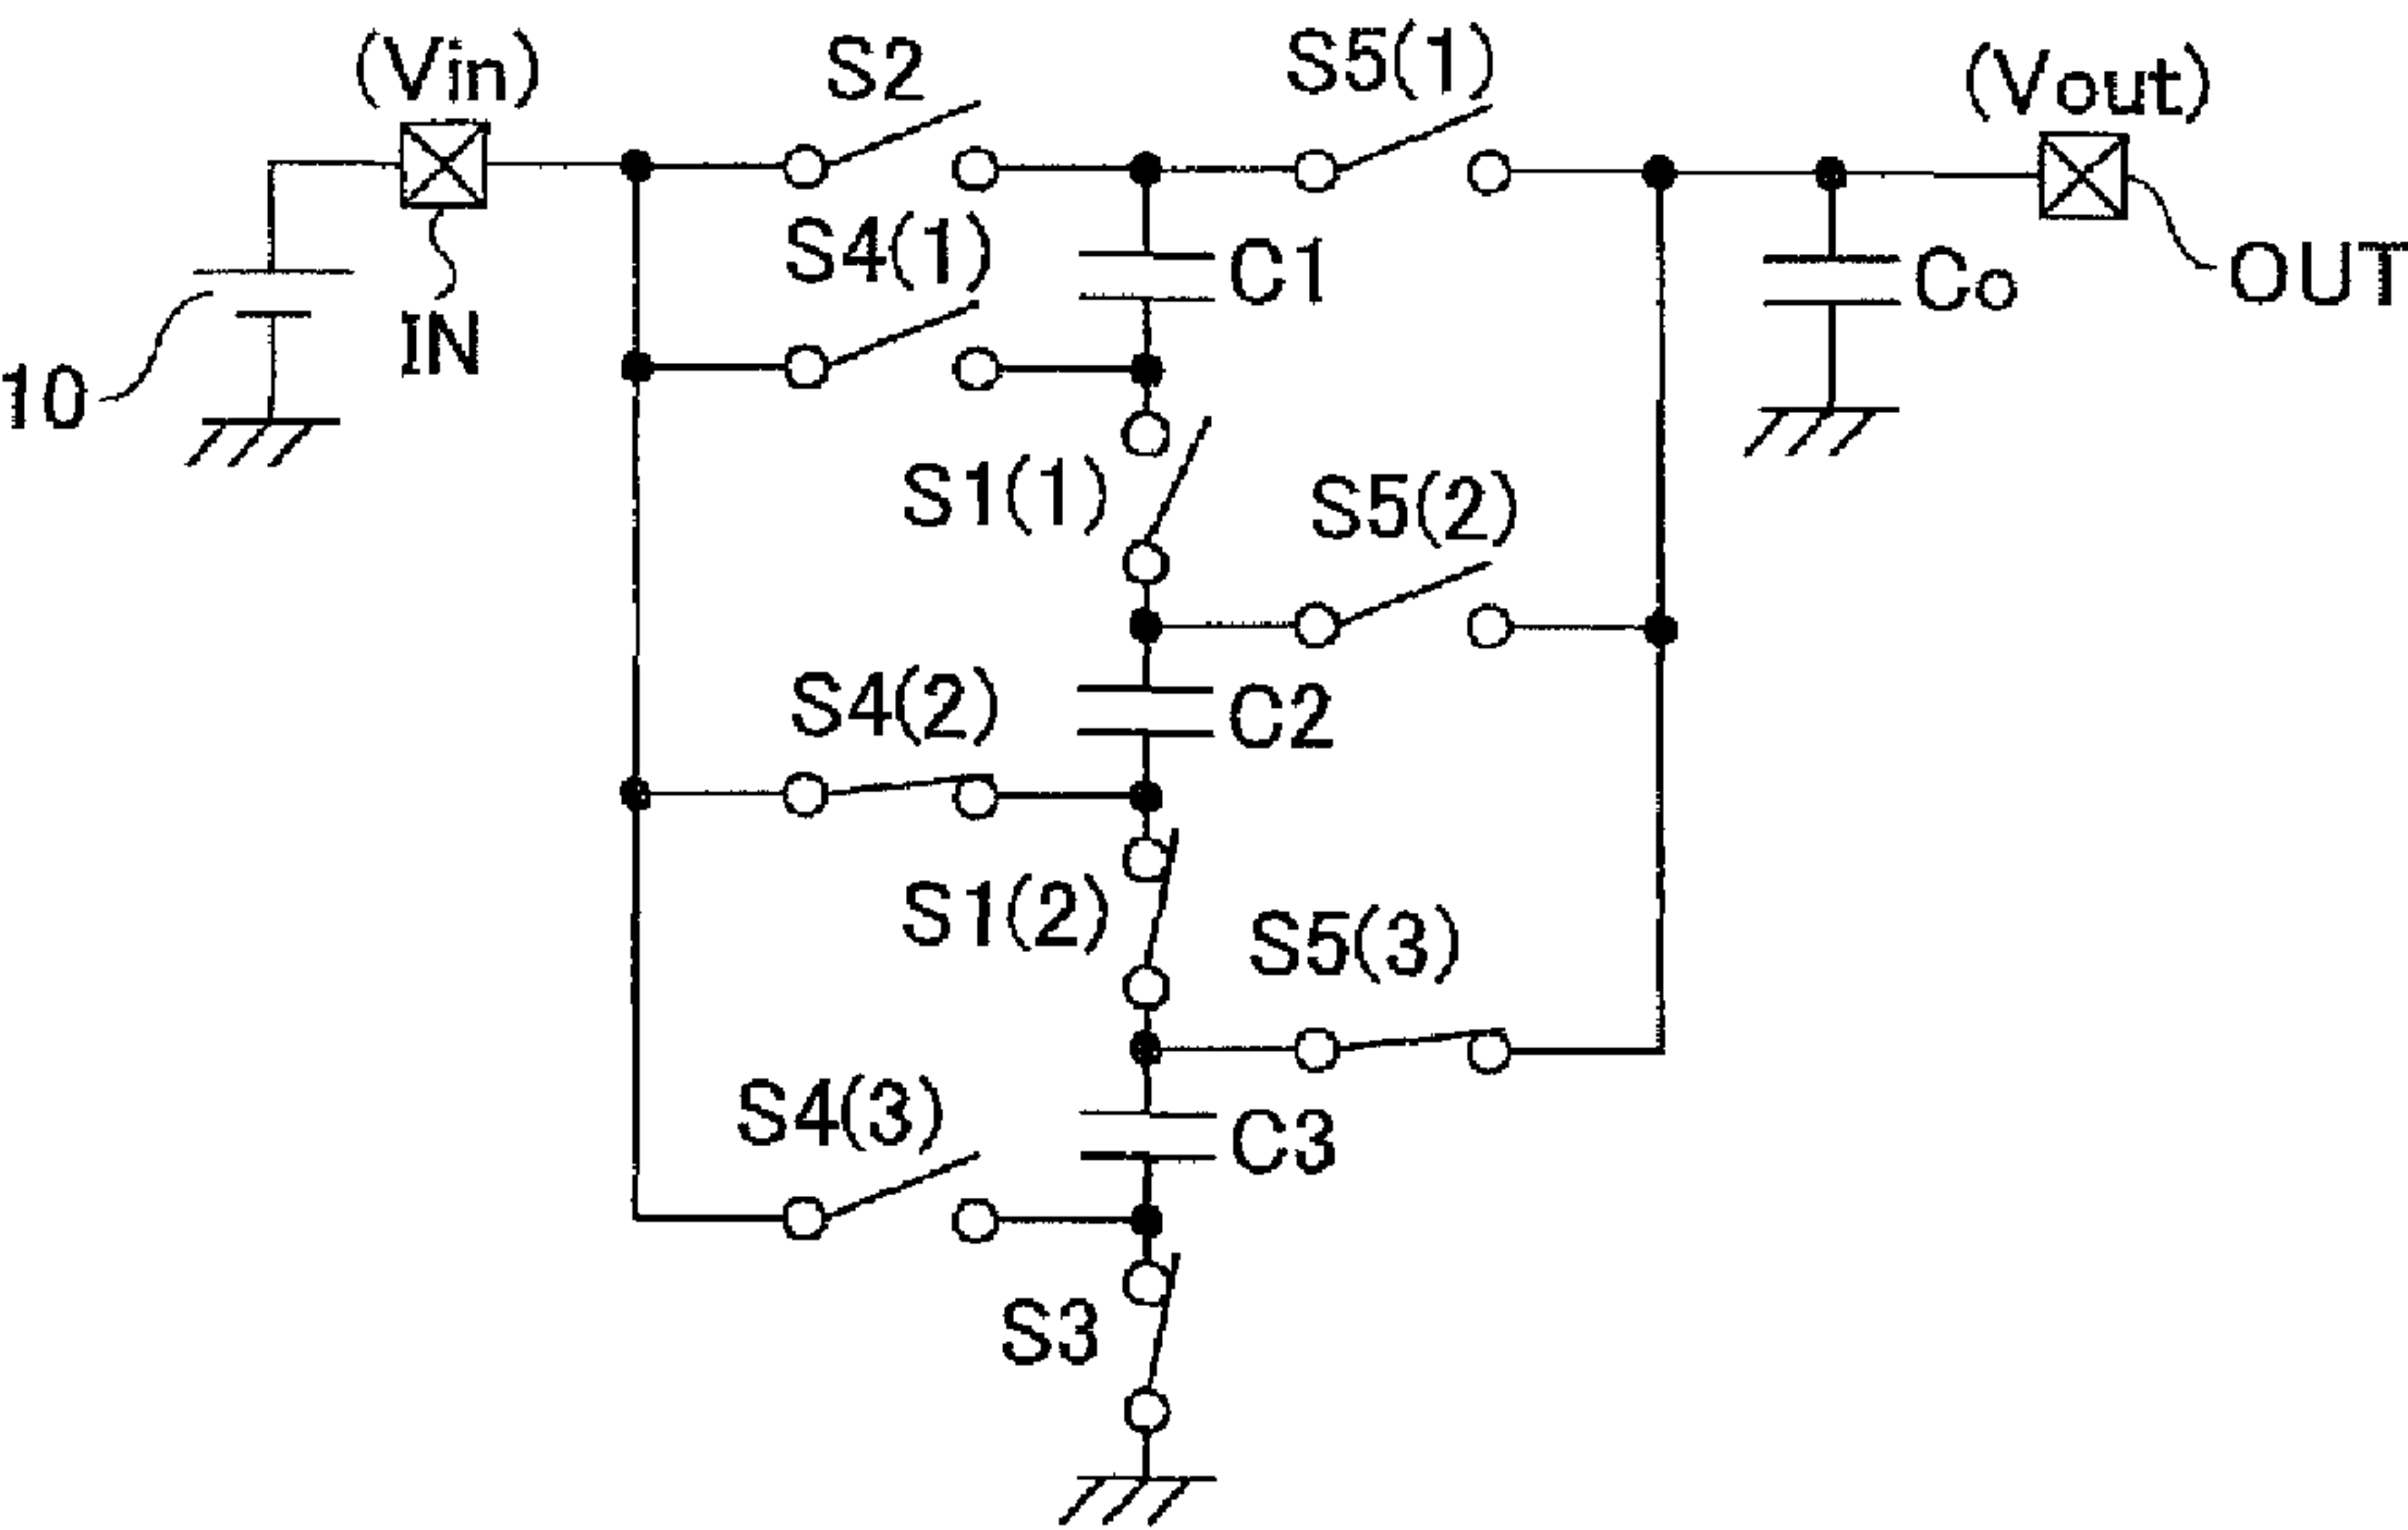 (Vin)
S2
S5(1)
(Vout)
S4(1)
C1
Co
OUT
IN
10
S1(1)
S5(2)
S4(2)
C2
S1(2)
S5(3)
S4(3)
C3
S3